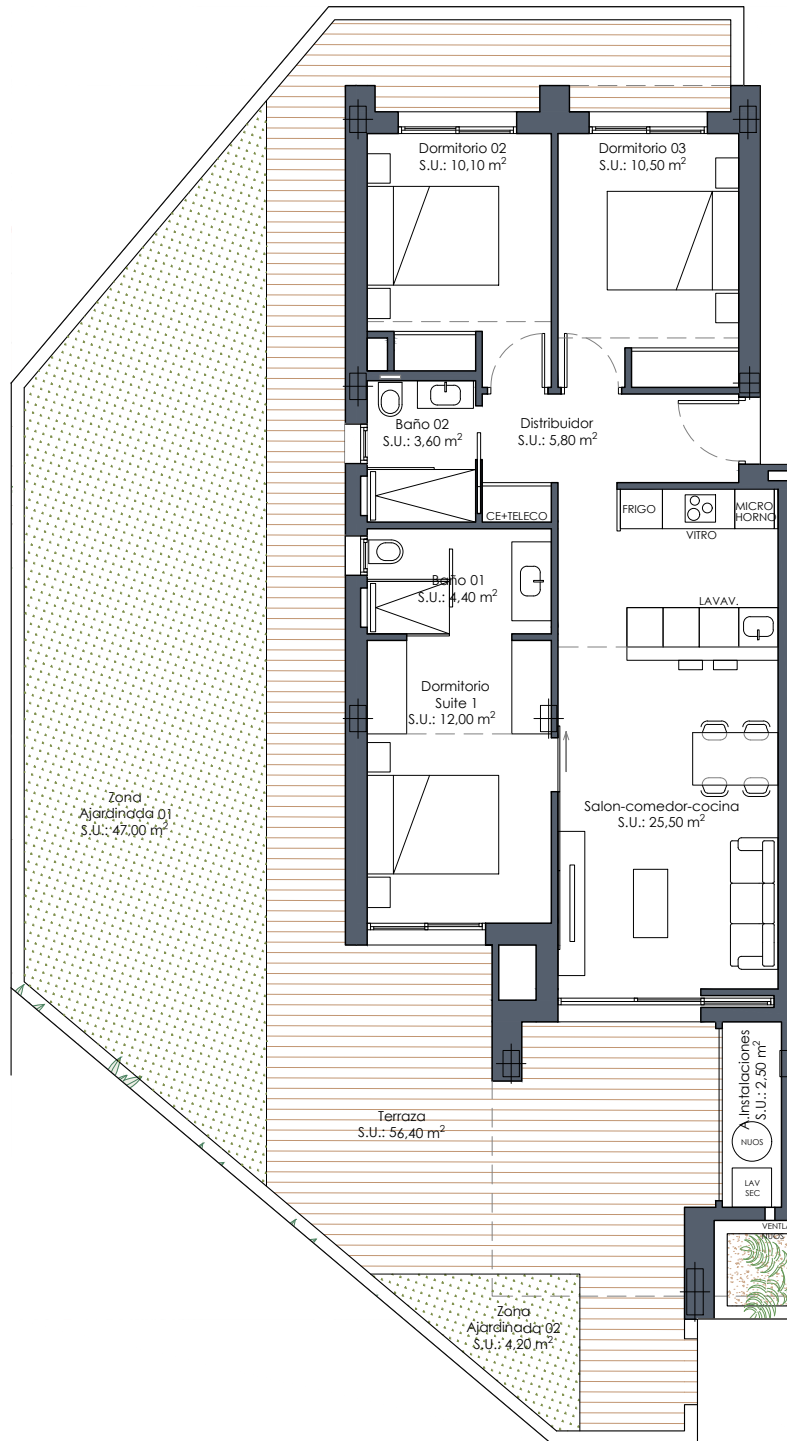 Dormitorio 02
S.U.: 10,10 m²
Dormitorio 03
S.U.: 10,50 m²
Baño 02
S.U.: 3,60 m²
Distribuidor
S.U.: 5,80 m²
CE+TELECO
FRIGO
VITRO
MICRO
HORNO
Baño 01
S.U.: 4,40 m²
LAVAV.
Dormitorio
Suite 1
S.U.: 12,00 m²
Zona
Ajardinada 01
S.U.: 47,00 m²
Salon-comedor-cocina
S.U.: 25,50 m²
A.Instalaciones
S.U.: 2,50 m²
Terraza
S.U.: 56,40 m²
NUOS
LAV
SEC
NUOS
Zona
Ajardinada 02
S.U.: 4,20 m²